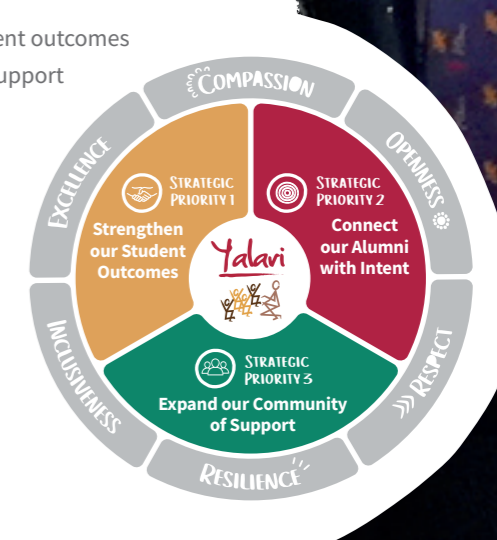 ent outcomes
upport
COMPASSION
OPENNESS
RESPECT
RESILIENCE
INCLUSIVENESS
EXCELLENCE
STRATEGIC
PRIORITY 1
Strengthen
our Student
Outcomes
STRATEGIC
PRIORITY 2
Connect
our Alumni
with Intent
Yalari
STRATEGIC
PRIORITY 3
Expand our Community
of Support